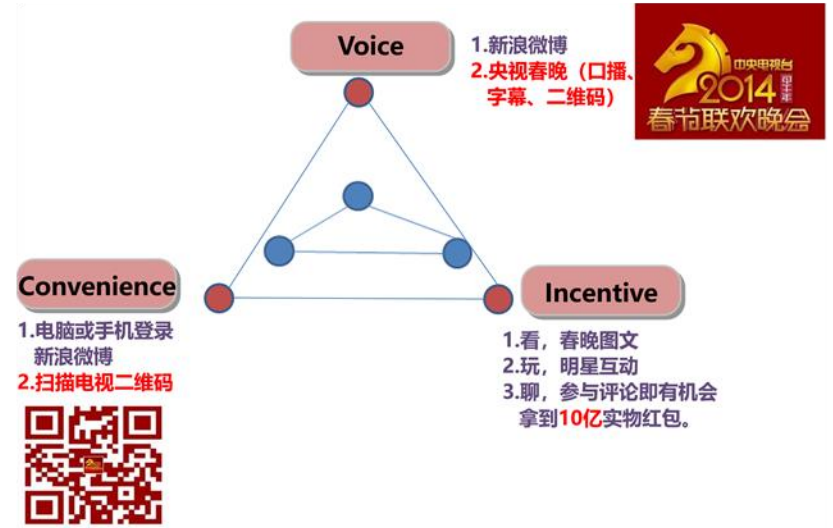 Voice
1.新浪微博
2.央视春晚（口播、
字幕、二维码）
中央电视台
2014
春节联欢晚会
Convenience
1.电脑或手机登录
新浪微博
2.扫描电视二维码
Incentive
1.看，春晚图文
2.玩，明星互动
3.聊，参与评论即有机会
拿到10亿实物红包。